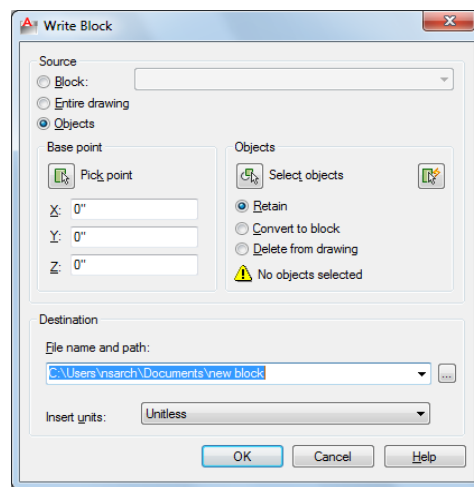 Write Block
Source
Block:
Entire drawing
Objects
Base point
Pick point
X: 0"
Y: 0"
Z: 0"
Objects
Select objects
Retain
Convert to block
Delete from drawing
No objects selected
Destination
File name and path:
C:\Users\nsarch\Documents\new block
...
Insert units: Unitless
OK Cancel Help